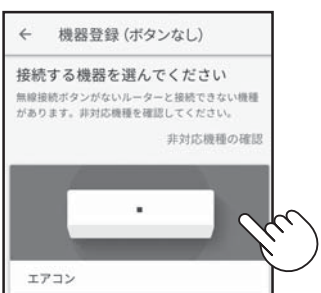 ← 機器登録（ボタンなし）
接続する機器を選んでください
無線接続ボタンがないルーターと接続できない機種
があります。非対応機種を確認してください。
非対応機種の確認
エアコン